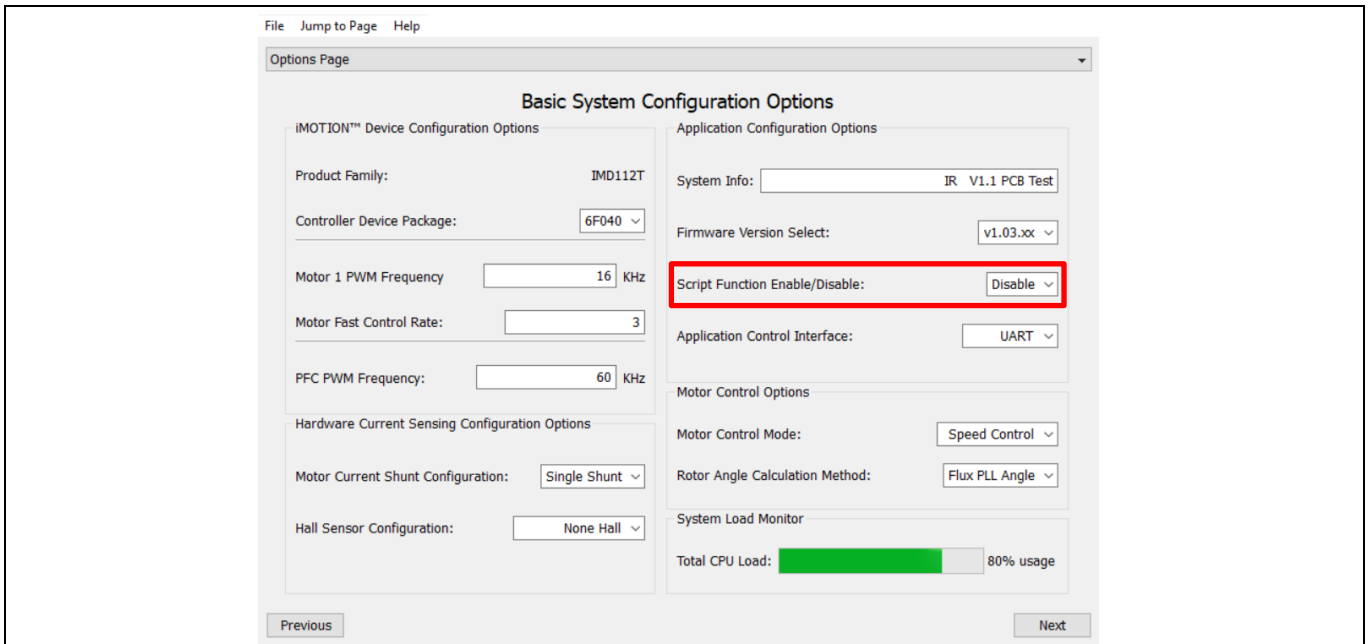 File Jump to Page Help
Options Page
Basic System Configuration Options
iMOTION™ Device Configuration Options
Product Family: IMD112T
Controller Device Package: 6F040
Motor 1 PWM Frequency 16 KHz
Motor Fast Control Rate: 3
PFC PWM Frequency: 60 KHz
Hardware Current Sensing Configuration Options
Motor Current Shunt Configuration: Single Shunt
Hall Sensor Configuration: None Hall
Application Configuration Options
System Info: IR V1.1 PCB Test
Firmware Version Select: v1.03.xx
Script Function Enable/Disable: Disable
Application Control Interface: UART
Motor Control Options
Motor Control Mode: Speed Control
Rotor Angle Calculation Method: Flux PLL Angle
System Load Monitor
Total CPU Load: 80% usage
Previous Next